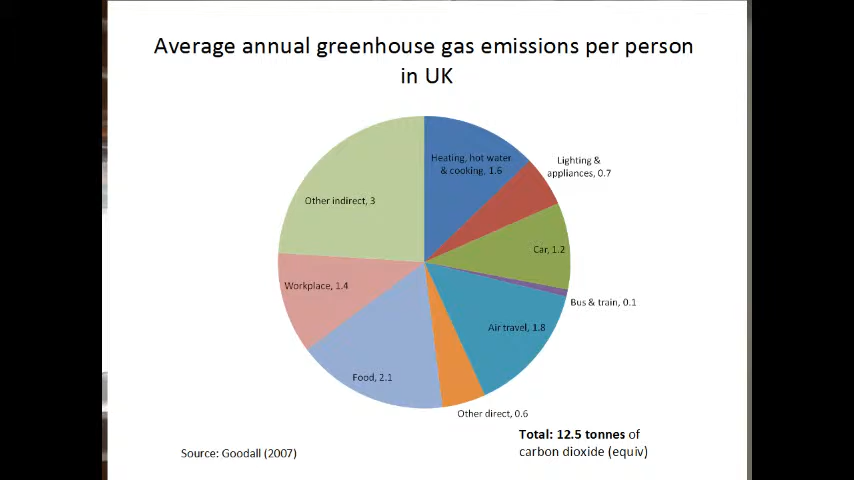 Average annual greenhouse gas emissions per person
in UK
Heating, hot water
& cooking, 1.6
Lighting &
appliances, 0.7
Other indirect, 3
Car, 1.2
Workplace, 1.4
Bus & train, 0.1
Air travel, 1.8
Food, 2.1
Other direct, 0.6
Total: 12.5 tonnes of
carbon dioxide (equiv)
Source: Goodall (2007)